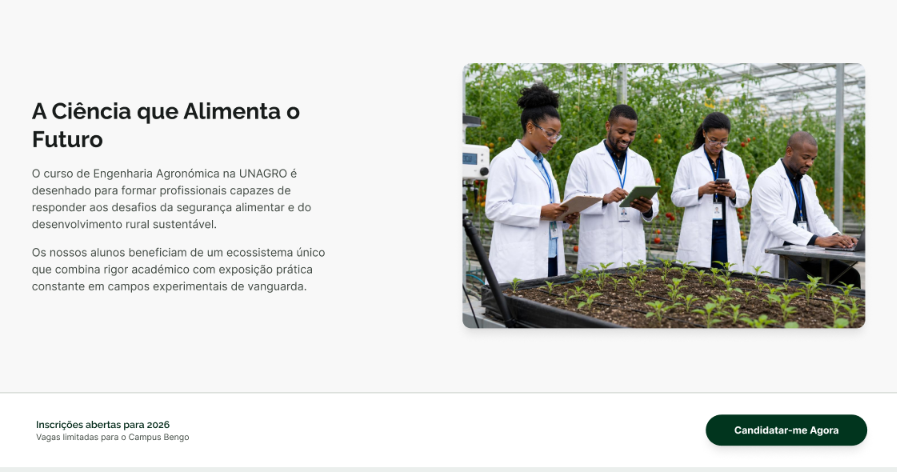 A Ciência que Alimenta o
Futuro
O curso de Engenharia Agronómica na UNAGRO é
desenhado para formar profissionais capazes de
responder aos desafios da segurança alimentar e do
desenvolvimento rural sustentável.
Os nossos alunos beneficiam de um ecossistema único
que combina rigor académico com exposição prática
constante em campos experimentais de vanguarda.
Inscrições abertas para 2026
Vagas limitadas para o Campus Bengo
Candidatar-me Agora